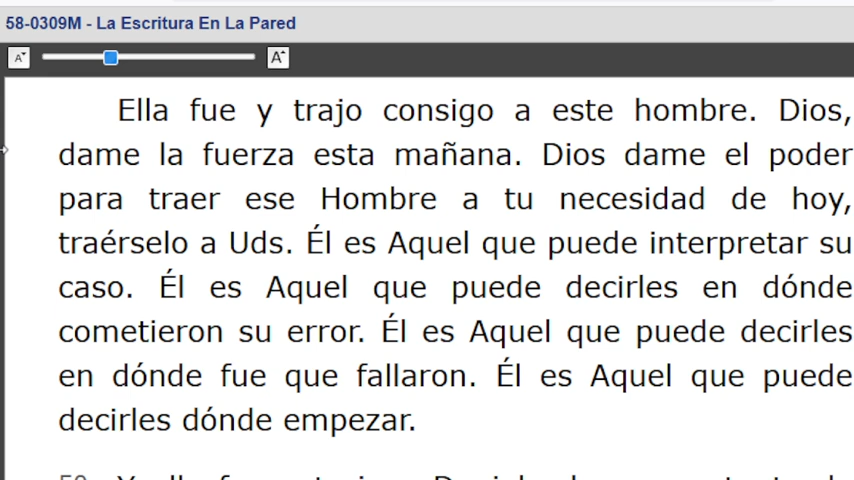 58-0309M - La Escritura En La Pared
A A
Ella fue y trajo consigo a este hombre. Dios,
dame la fuerza esta mañana. Dios dame el poder
para traer ese Hombre a tu necesidad de hoy,
traérselo a Uds. Él es Aquel que puede interpretar su
caso. Él es Aquel que puede decirles en dónde
cometieron su error. Él es Aquel que puede decirles
en dónde fue que fallaron. Él es Aquel que puede
decirles dónde empezar.